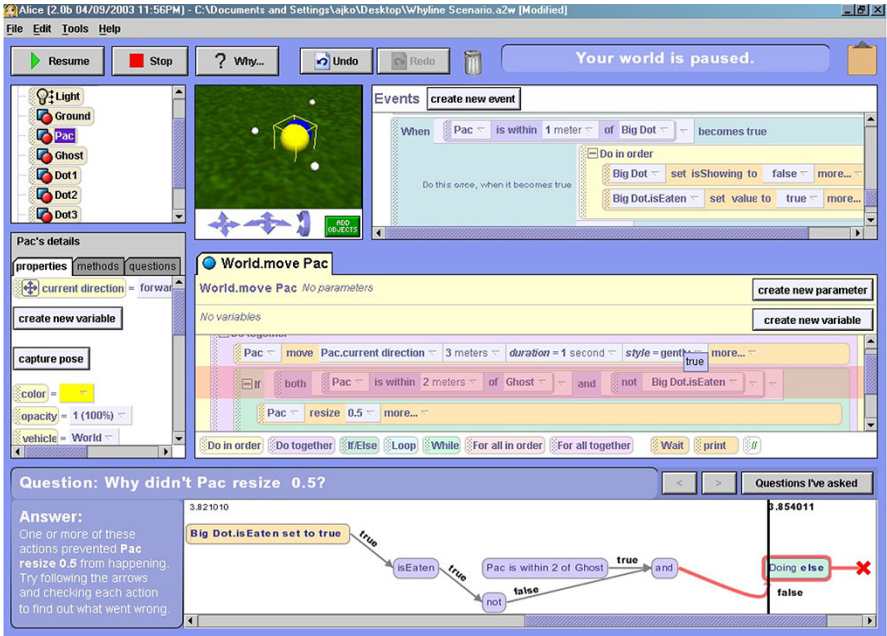 Alice (2.0b 04/09/2003 11:56PM) - C:\Documents and Settings\ajko\Desktop\Whyline Scenario.a2w [Modified]
File Edit Tools Help
Resume Stop ? Why... Undo Redo Your world is paused.
Light
Ground
Pac
Ghost
Dot1
Dot2
Dot3
ADD OBJECTS
Events create new event
When Pac is within 1 meter of Big Dot becomes true
Do this once, when it becomes true
Do in order
Big Dot set isShowing to false more...
Big Dot.isEaten set value to true more...
Pac's details
properties methods questions
current direction = forwar
create new variable
capture pose
color =
opacity = 1 (100%)
vehicle = World
World.move Pac
World.move Pac No parameters create new parameter
No variables create new variable
Do together
Pac move Pac.current direction 3 meters duration = 1 second style = gently more...
true
If both Pac is within 2 meters of Ghost and not Big Dot.isEaten
Pac resize 0.5 more...
Do in order Do together If/Else Loop While For all in order For all together Wait print //
Question: Why didn't Pac resize 0.5? < > Questions I've asked
Answer:
One or more of these
actions prevented Pac
resize 0.5 from happening.
Try following the arrows
and checking each action
to find out what went wrong.
3.821010 3.854011
Big Dot.isEaten set to true true
isEaten true Pac is within 2 of Ghost true and Doing else
not false false